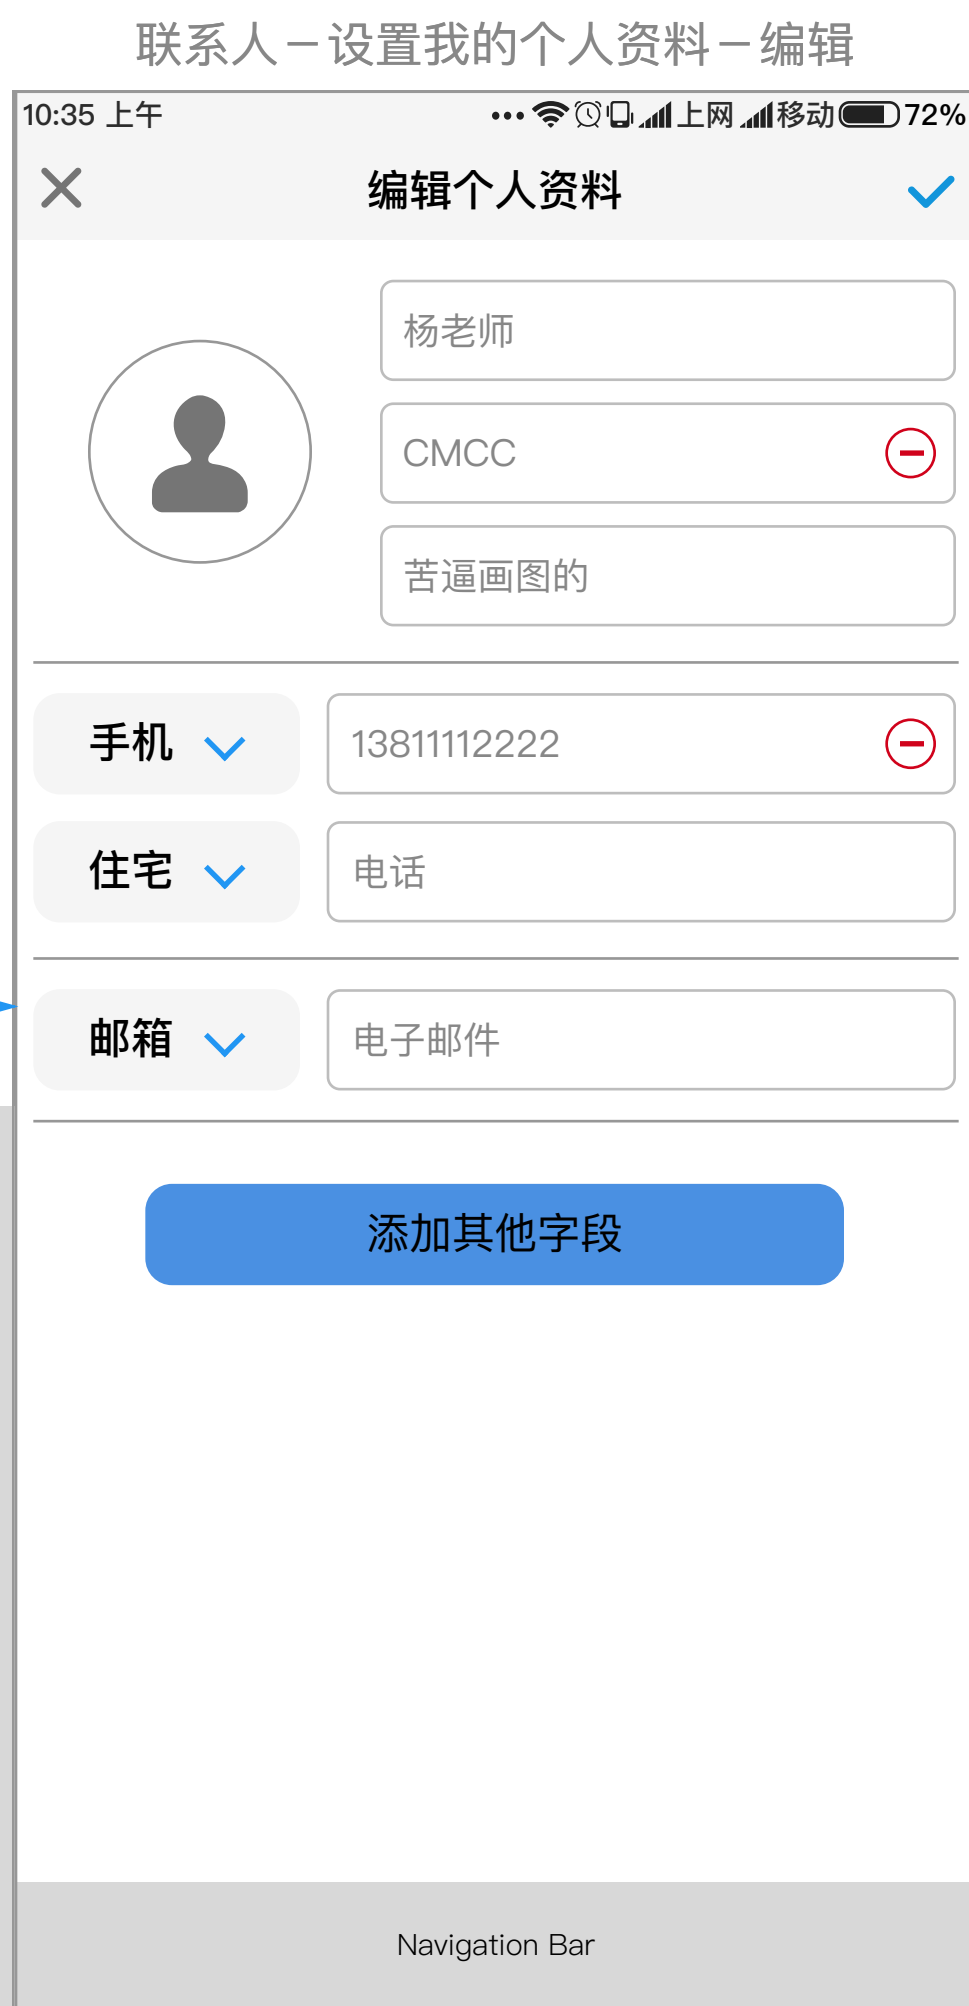 联系人－设置我的个人资料－编辑
10:35 上午 上网 移动 72%
编辑个人资料
杨老师
CMCC
苦逼画图的
手机 13811112222
住宅 电话
邮箱 电子邮件
添加其他字段
Navigation Bar